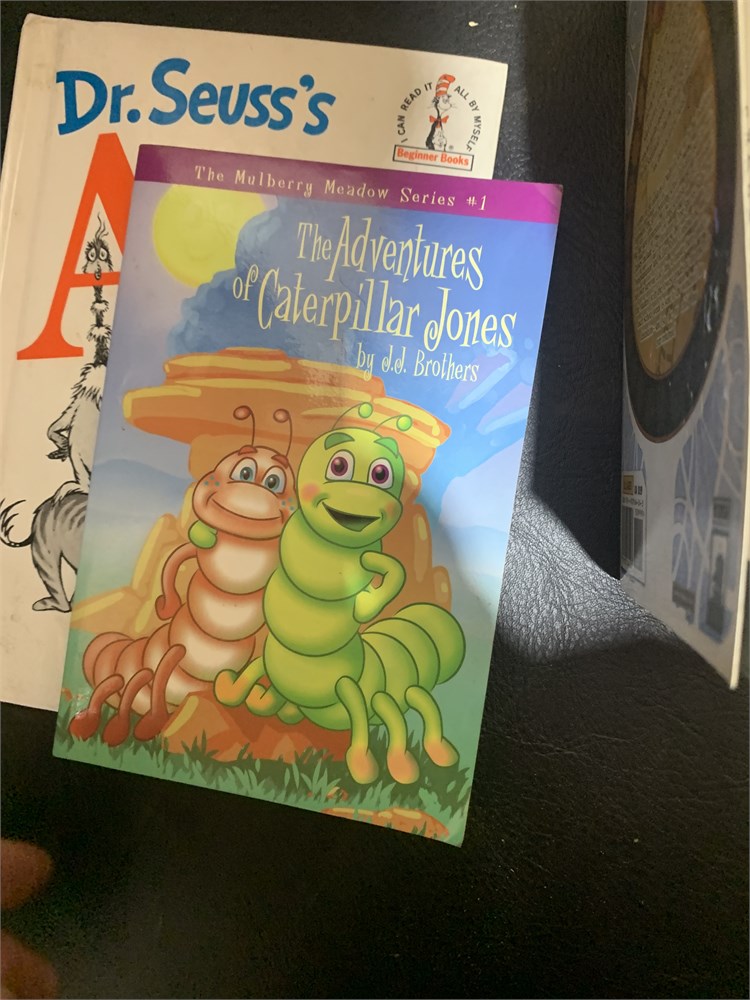 Dr. Seuss's
I CAN READ IT ALL BY MYSELF
Beginner Books
A
The Mulberry Meadow Series #1
The Adventures
of Caterpillar Jones
by J.J. Brothers